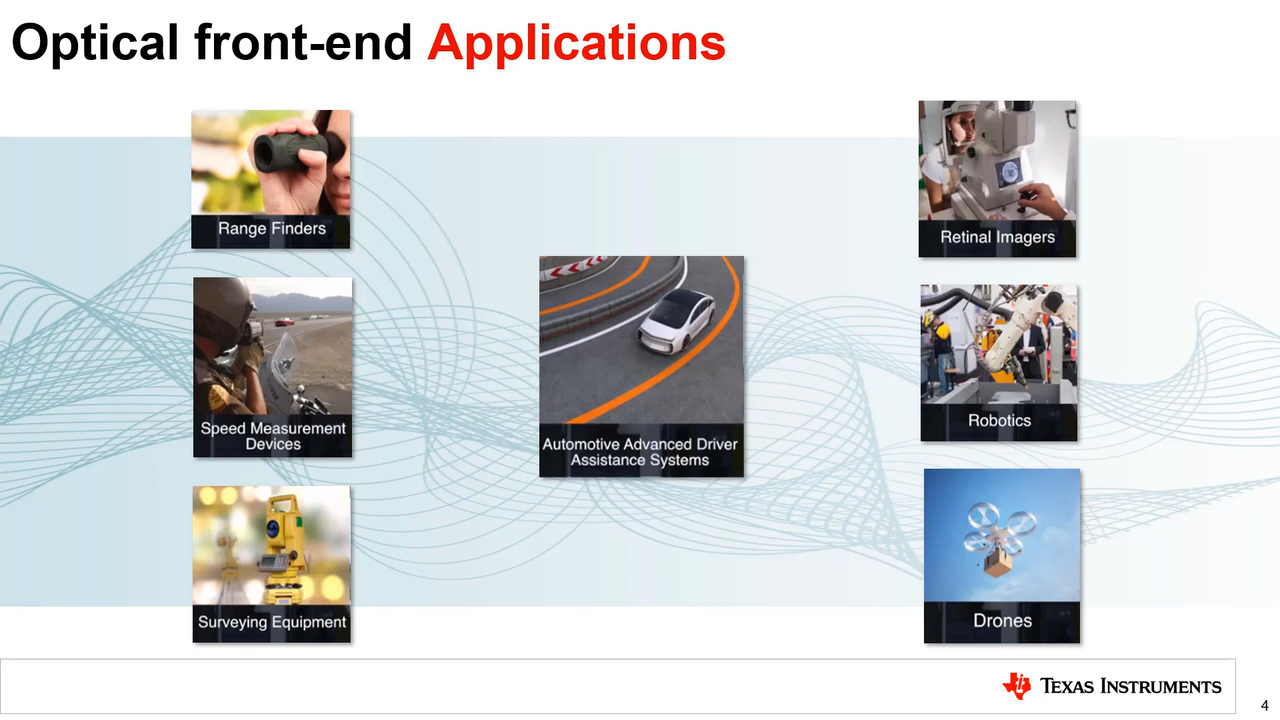 Optical front-end Applications
Range Finders
Speed Measurement
Devices
Surveying Equipment
Automotive Advanced Driver
Assistance Systems
Retinal Imagers
Robotics
Drones
TEXAS INSTRUMENTS
4